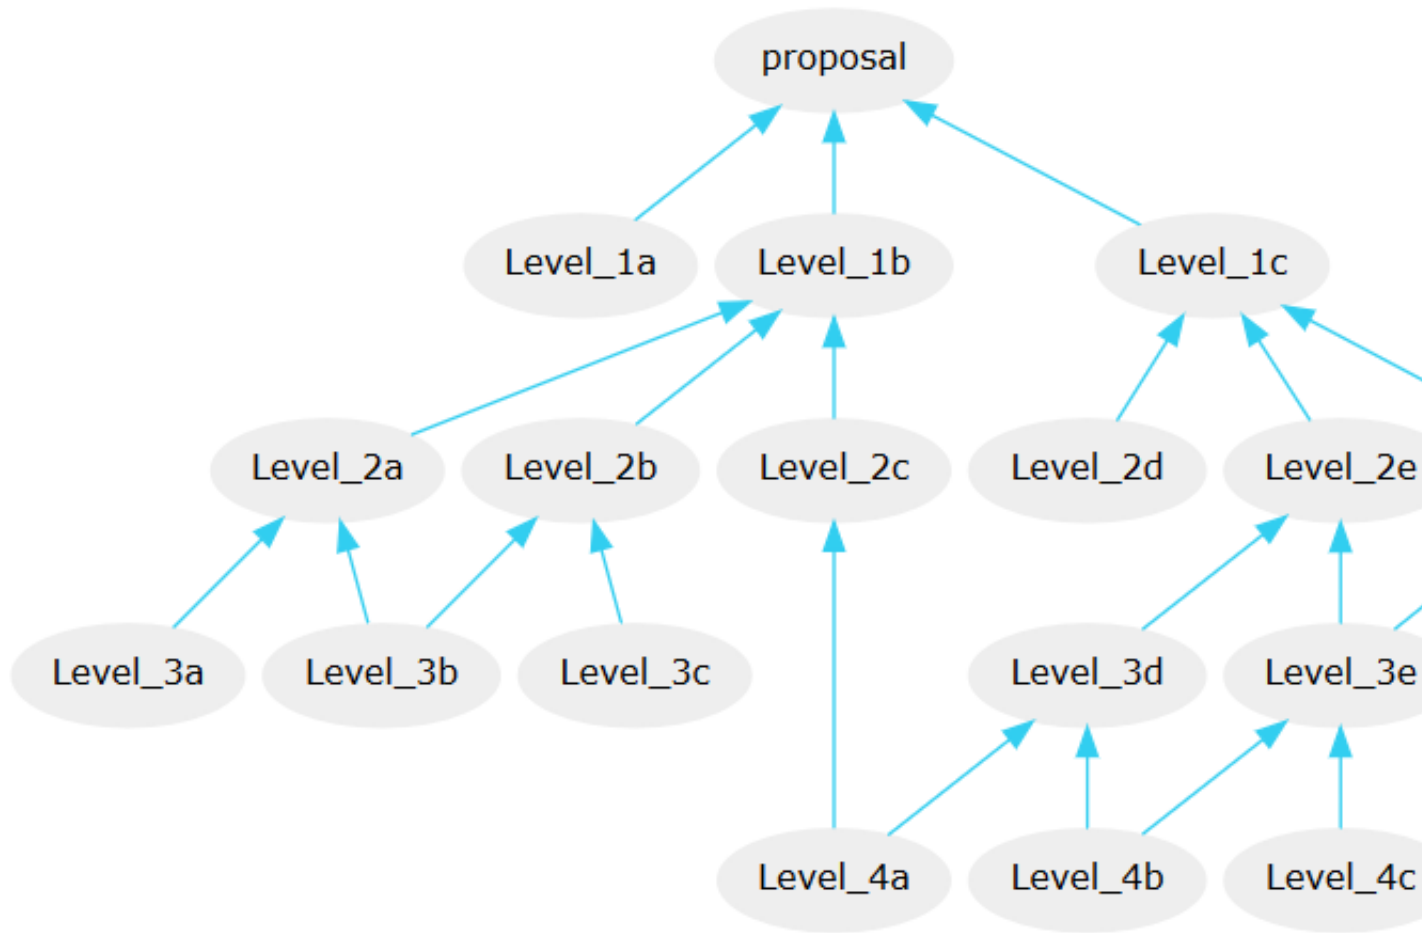 proposal
Level_1a Level_1b Level_1c
Level_2a Level_2b Level_2c Level_2d Level_2e
Level_3a Level_3b Level_3c Level_3d Level_3e
Level_4a Level_4b Level_4c